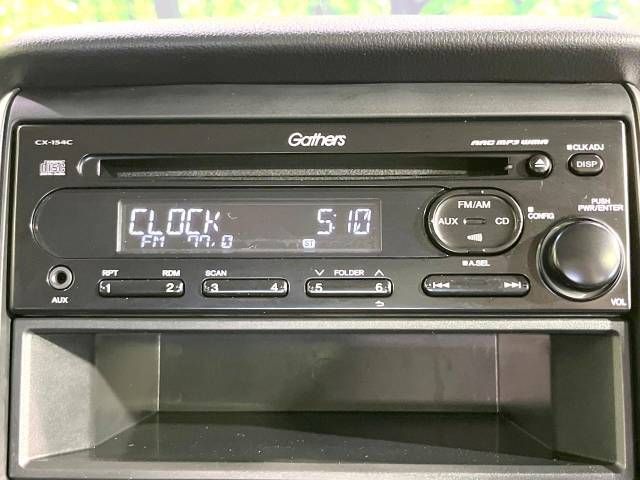 CX-154C
Gathers
AAC MP3 WMA
■CLK ADJ
DISP
disc
FM/AM
AUX
CD
■CONFIG
PUSH PWR/ENTER
CLOCK 5:10
FM 77.0 ST
AUX
RPT RDM
1 2
SCAN
3 4
FOLDER
5 6
■A.SEL
VOL